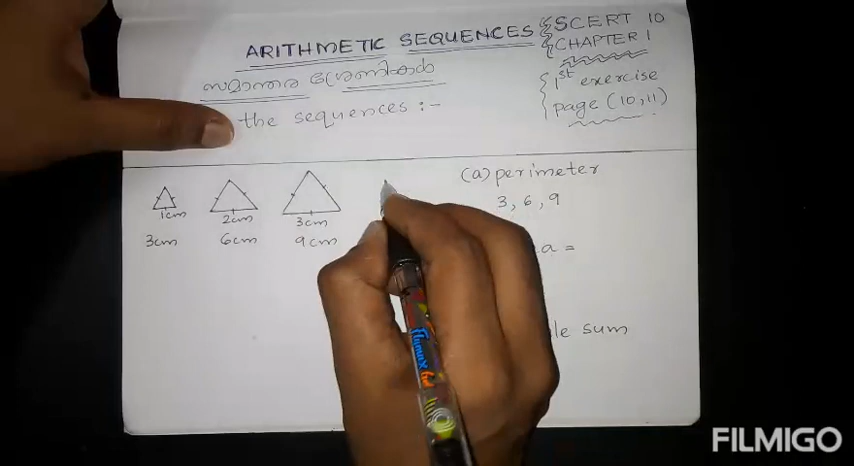 ARITHMETIC SEQUENCES
SCERT 10
CHAPTER 1
സമാന്തര ശ്രേണികൾ
1st exercise
page (10,11)
the sequences :-
(a) perimeter
3, 6, 9
1cm 2cm 3cm
3cm 6cm 9cm
a =
sum
FILMIGO